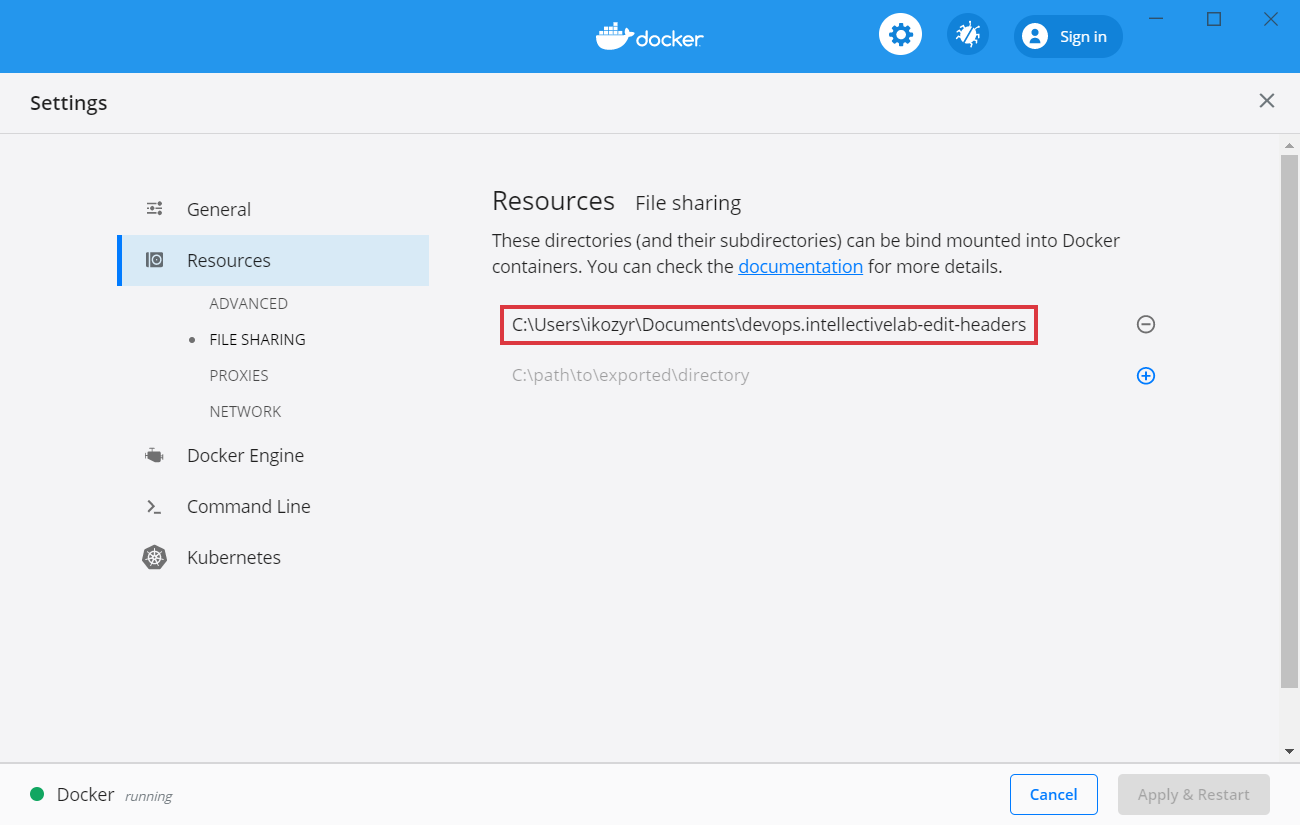 docker
Sign in
Settings
General
Resources
ADVANCED
FILE SHARING
PROXIES
NETWORK
Docker Engine
Command Line
Kubernetes
Resources File sharing
These directories (and their subdirectories) can be bind mounted into Docker
containers. You can check the documentation for more details.
C:\Users\ikozyr\Documents\devops.intellectivelab-edit-headers
C:\path\to\exported\directory
Docker running
Cancel
Apply & Restart